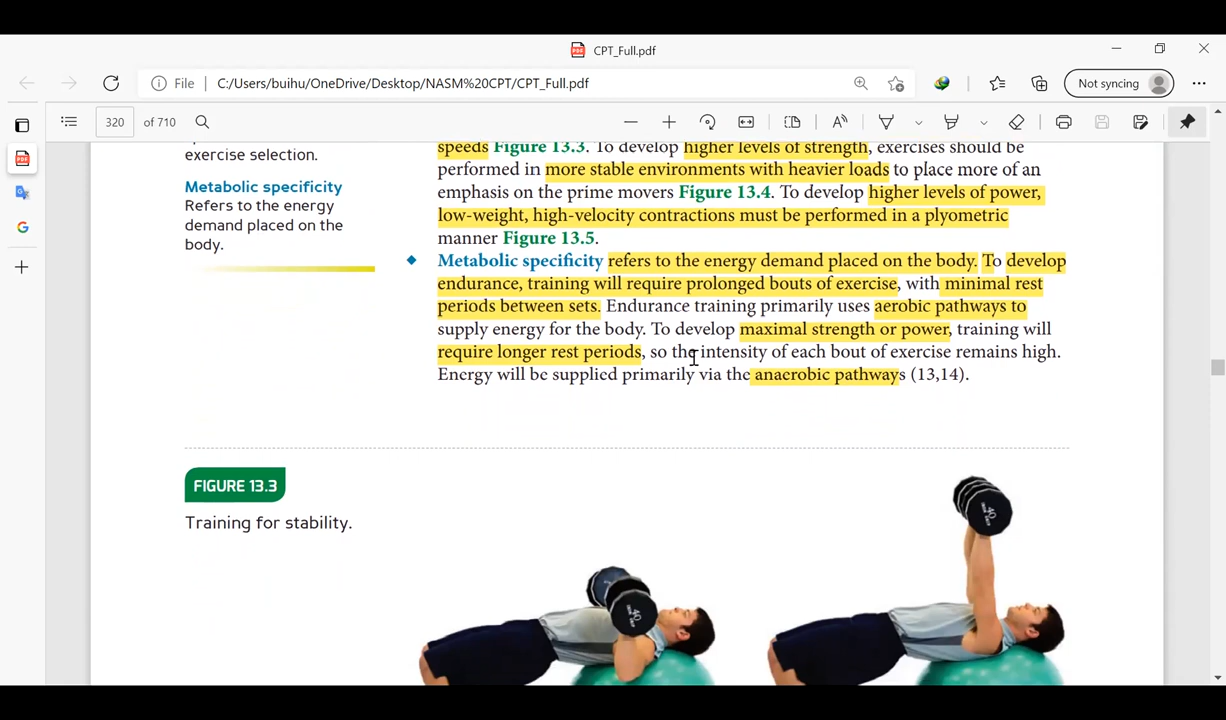 CPT_Full.pdf
File
C:/Users/buihu/OneDrive/Desktop/NASM%20CPT/CPT_Full.pdf
Not syncing
320 of 710
exercise selection.
Metabolic specificity
Refers to the energy
demand placed on the
body.
speeds Figure 13.3. To develop higher levels of strength, exercises should be
performed in more stable environments with heavier loads to place more of an
emphasis on the prime movers Figure 13.4. To develop higher levels of power,
low-weight, high-velocity contractions must be performed in a plyometric
manner Figure 13.5.
Metabolic specificity refers to the energy demand placed on the body. To develop
endurance, training will require prolonged bouts of exercise, with minimal rest
periods between sets. Endurance training primarily uses aerobic pathways to
supply energy for the body. To develop maximal strength or power, training will
require longer rest periods, so the intensity of each bout of exercise remains high.
Energy will be supplied primarily via the anaerobic pathways (13,14).
FIGURE 13.3
Training for stability.
40
40